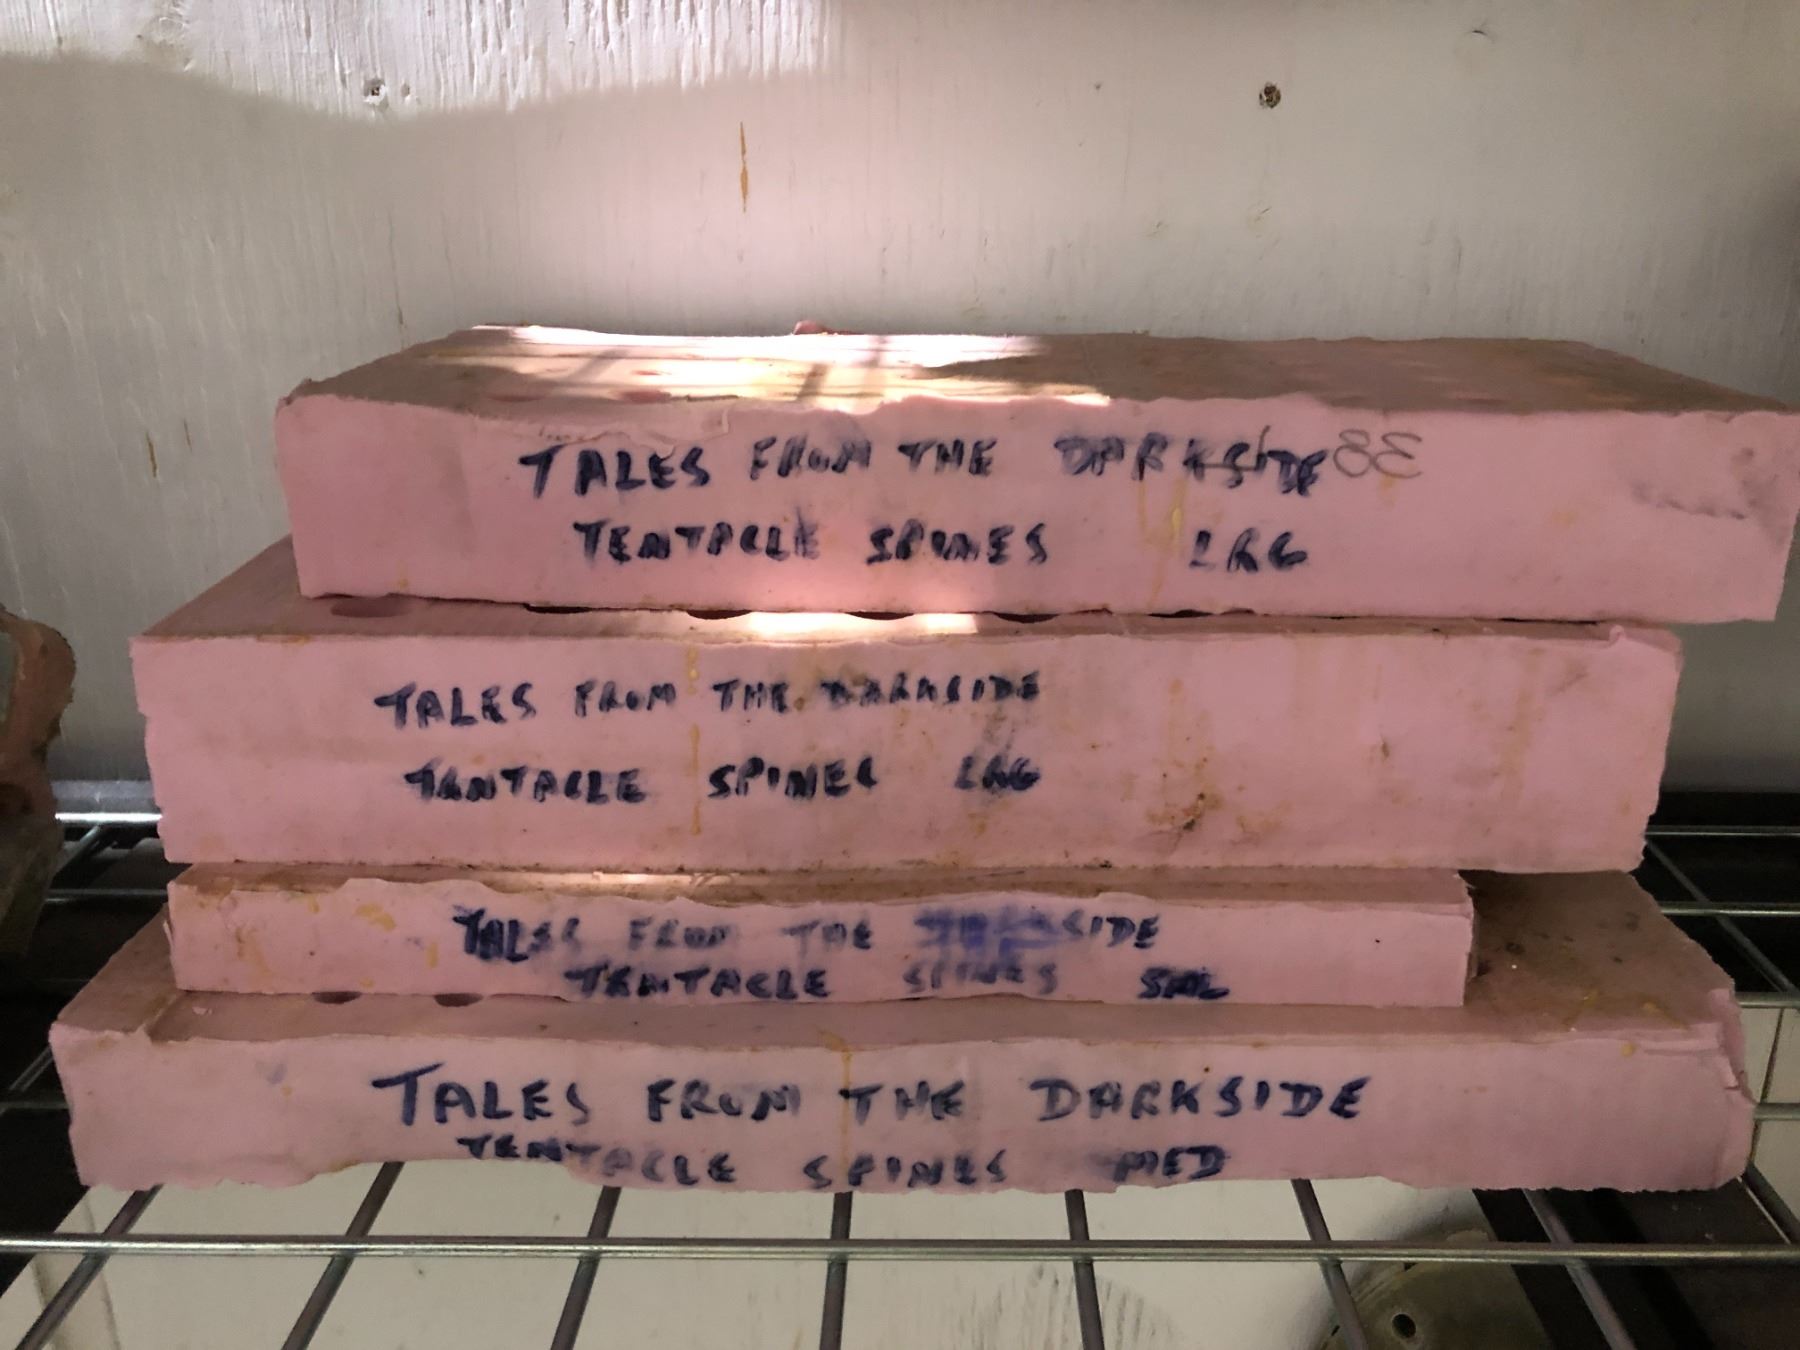 TALES FROM THE DARKSIDE 33
TENTACLE SPINES LRG
TALES FROM THE DARKSIDE
TENTACLE SPINES LRG
TALES FROM THE DARKSIDE
TENTACLE SPINES SML
TALES FROM THE DARKSIDE
TENTACLE SPINES MED